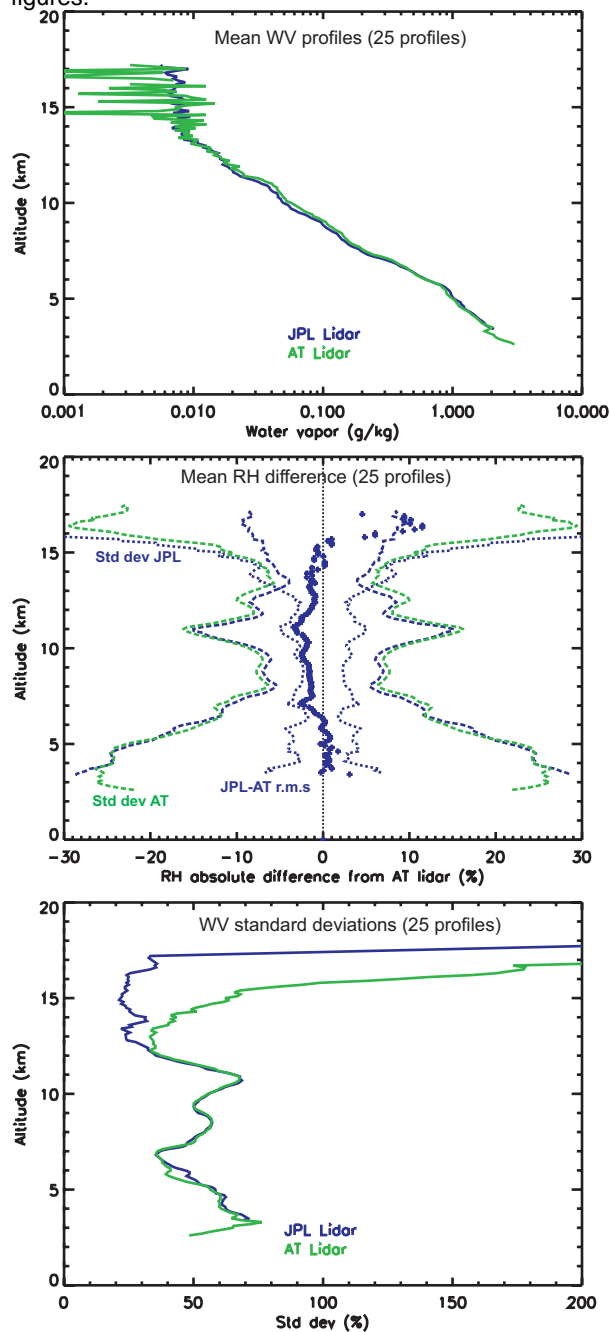 figures.
Mean WV profiles (25 profiles)
20
15
10
5
0
Altitude (km)
JPL Lidar
AT Lidar
0.001 0.010 0.100 1.000 10.000
Water vapor (g/kg)
Mean RH difference (25 profiles)
20
15
10
5
0
Altitude (km)
Std dev JPL
Std dev AT
JPL-AT r.m.s
−30 −20 −10 0 10 20 30
RH absolute difference from AT lidar (%)
WV standard deviations (25 profiles)
20
15
10
5
0
Altitude (km)
JPL Lidar
AT Lidar
0 50 100 150 200
Std dev (%)